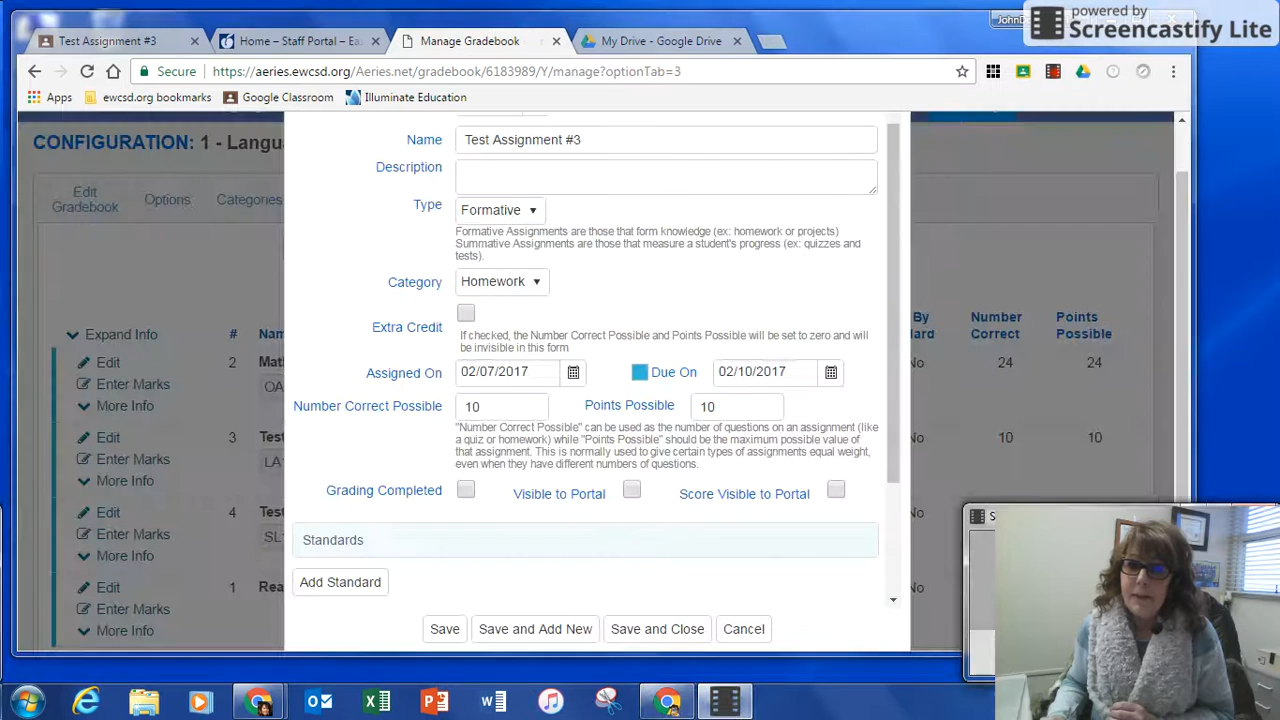 JohnD
powered by
Screencastify Lite
Test Assignment #3
Home – Staff Portal – Ea
Manage
My Drive - Google Drive
Secure
https://aeries.ewcsd.org/Aeries.net/gradebook/6183989/Y/manage?optionTab=3
Apps
ewcsd.org bookmarks
Google Classroom
Illuminate Education
CONFIGURATION: 1 - Langu
Edit Gradebook
Options
Categories
Name
Test Assignment #3
Description
Type
Formative
Formative Assignments are those that form knowledge (ex: homework or projects)
Summative Assignments are those that measure a student's progress (ex: quizzes and
tests).
Category
Homework
Extra Credit
If checked, the Number Correct Possible and Points Possible will be set to zero and will
be invisible in this form
Assigned On
02/07/2017
Due On
02/10/2017
Number Correct Possible
10
Points Possible
10
"Number Correct Possible" can be used as the number of questions on an assignment (like
a quiz or homework) while "Points Possible" should be the maximum possible value of
that assignment. This is normally used to give certain types of assignments equal weight,
even when they have different numbers of questions.
Grading Completed
Visible to Portal
Score Visible to Portal
Standards
Add Standard
Save
Save and Add New
Save and Close
Cancel
Expand Info
#
Nan
By
Number Correct
Points Possible
Edit
2
Mat
No
24
24
Enter Marks
More Info
Edit
3
Tes
No
10
10
Enter Marks
More Info
Edit
4
Tes
Enter Marks
SL
More Info
Edit
1
Rea
No
Enter Marks
More Info
S